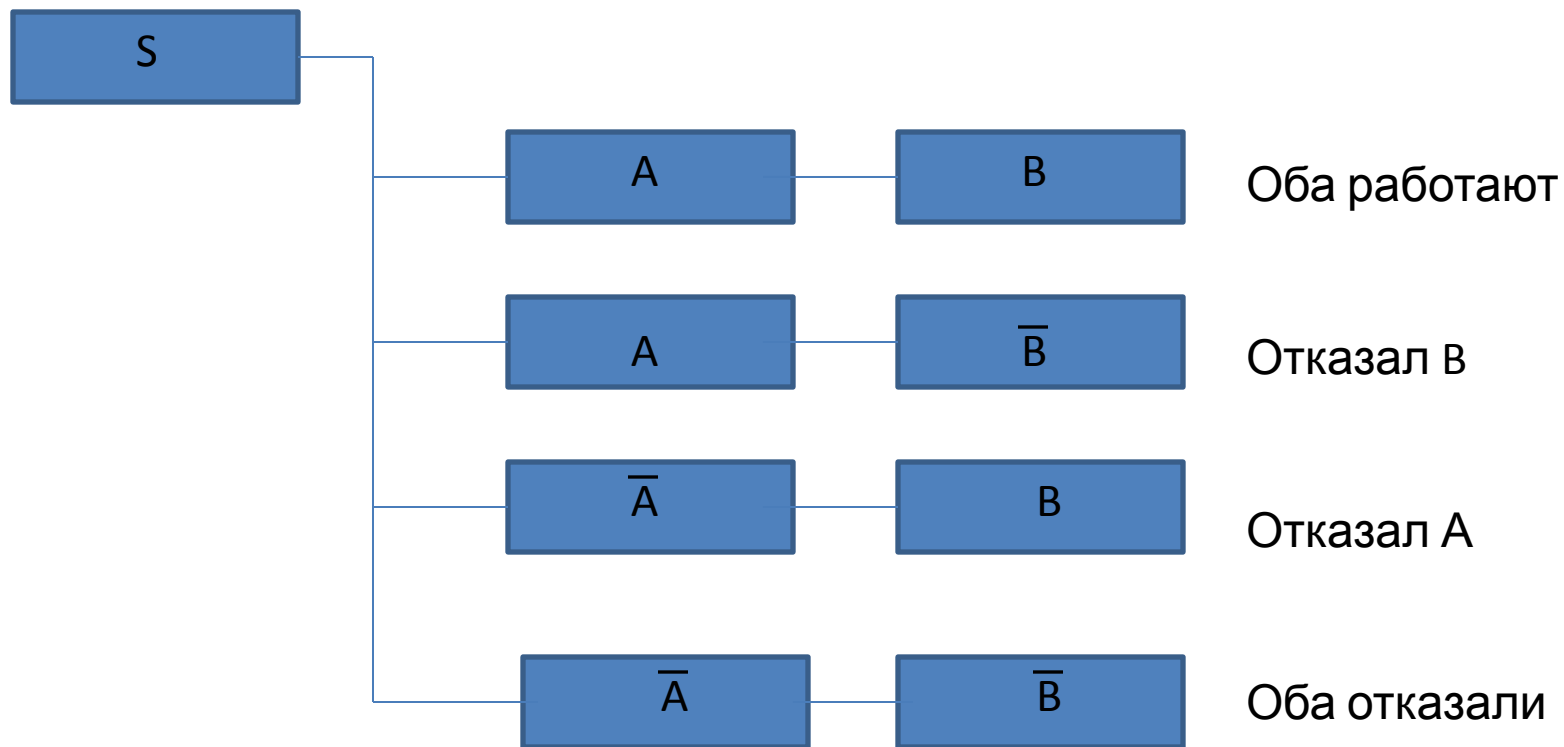 S
A B Оба работают
A B̅ Отказал B
A̅ B Отказал А
A̅ B̅ Оба отказали